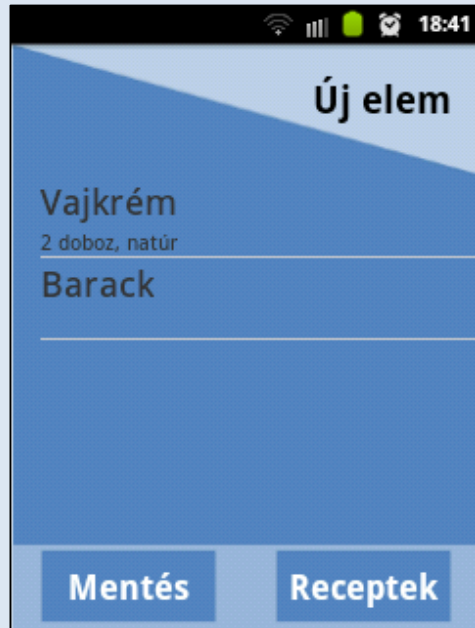 18:41
Új elem
Vajkrém
2 doboz, natúr
Barack
Mentés Receptek